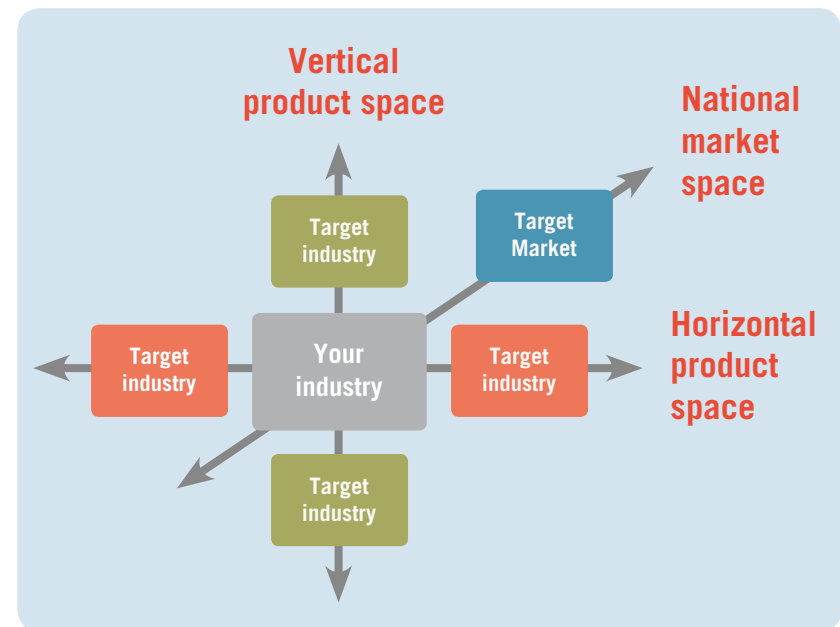 Vertical
product space
National
market
space
Target
industry
Target
Market
Horizontal
product
space
Target
industry
Your
industry
Target
industry
Target
industry